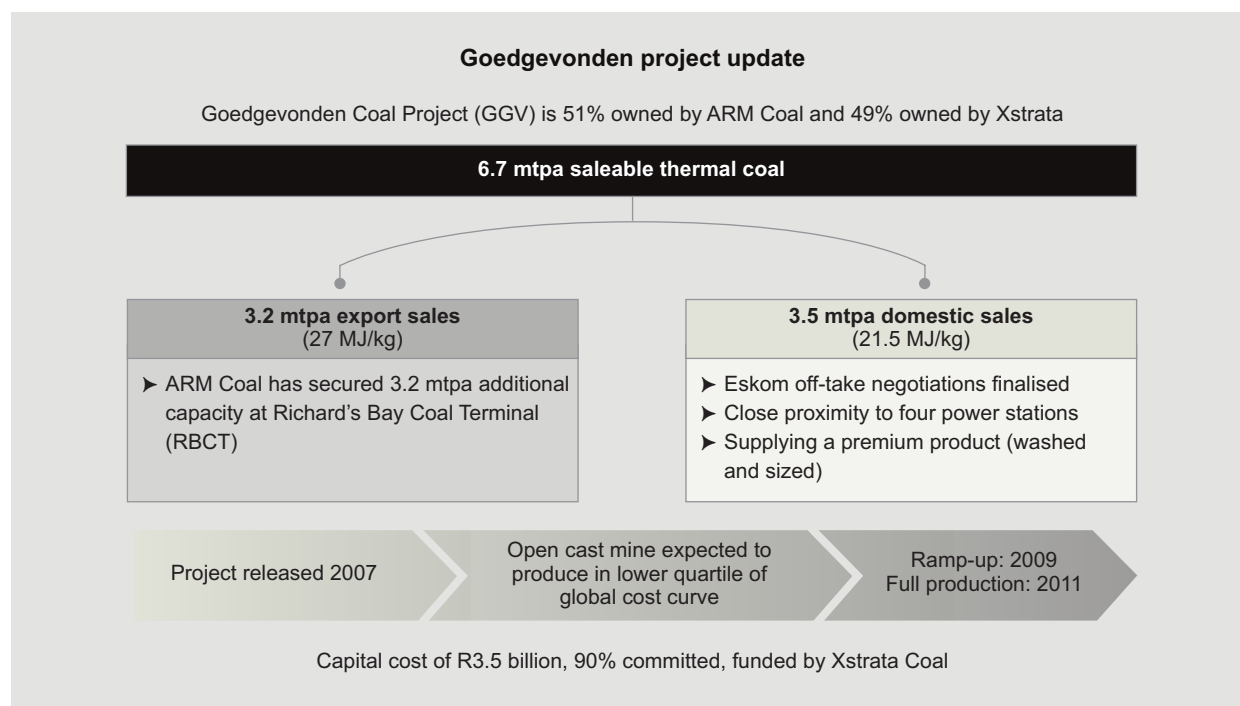 Goedgevonden project update
Goedgevonden Coal Project (GGV) is 51% owned by ARM Coal and 49% owned by Xstrata
6.7 mtpa saleable thermal coal
3.2 mtpa export sales
(27 MJ/kg)
➤ ARM Coal has secured 3.2 mtpa additional
capacity at Richard's Bay Coal Terminal
(RBCT)
3.5 mtpa domestic sales
(21.5 MJ/kg)
➤ Eskom off-take negotiations finalised
➤ Close proximity to four power stations
➤ Supplying a premium product (washed
and sized)
Project released 2007
Open cast mine expected to
produce in lower quartile of
global cost curve
Ramp-up: 2009
Full production: 2011
Capital cost of R3.5 billion, 90% committed, funded by Xstrata Coal